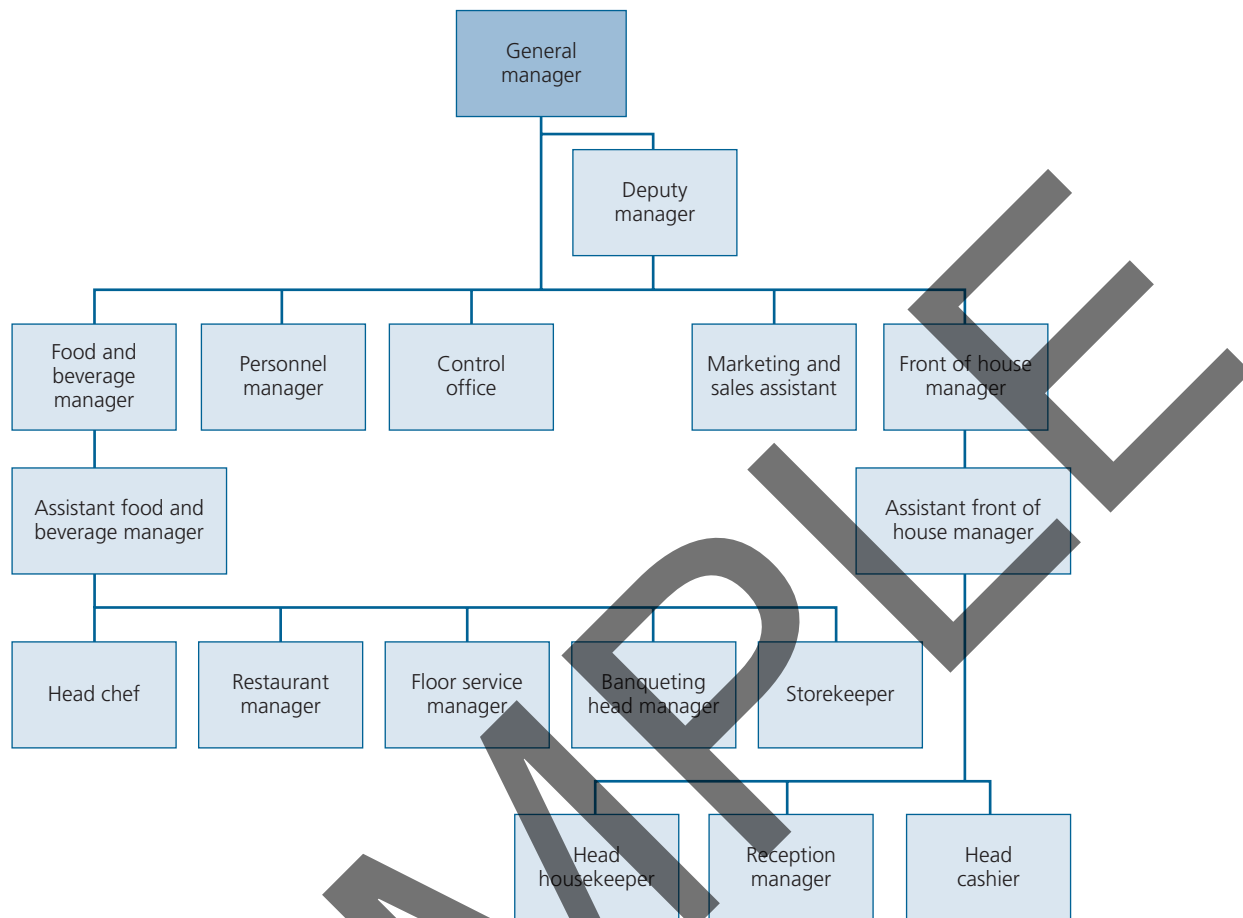 General
manager
Deputy
manager
Food and
beverage
manager
Personnel
manager
Control
office
Marketing and
sales assistant
Front of house
manager
Assistant food and
beverage manager
Assistant front of
house manager
Head chef
Restaurant
manager
Floor service
manager
Banqueting
head manager
Storekeeper
Head
housekeeper
Reception
manager
Head
cashier
MPLE